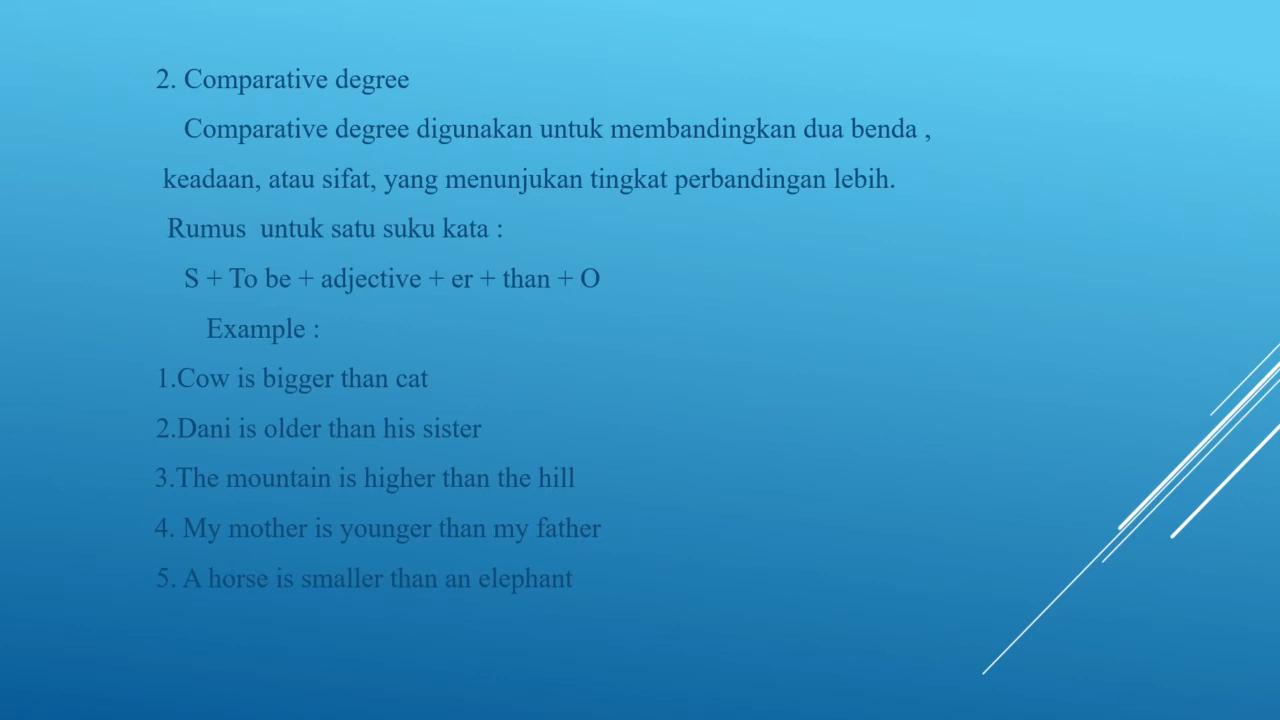 2. Comparative degree
Comparative degree digunakan untuk membandingkan dua benda ,
keadaan, atau sifat, yang menunjukan tingkat perbandingan lebih.
Rumus  untuk satu suku kata :
S + To be + adjective + er + than + O
Example :
1.Cow is bigger than cat
2.Dani is older than his sister
3.The mountain is higher than the hill
4. My mother is younger than my father
5. A horse is smaller than an elephant